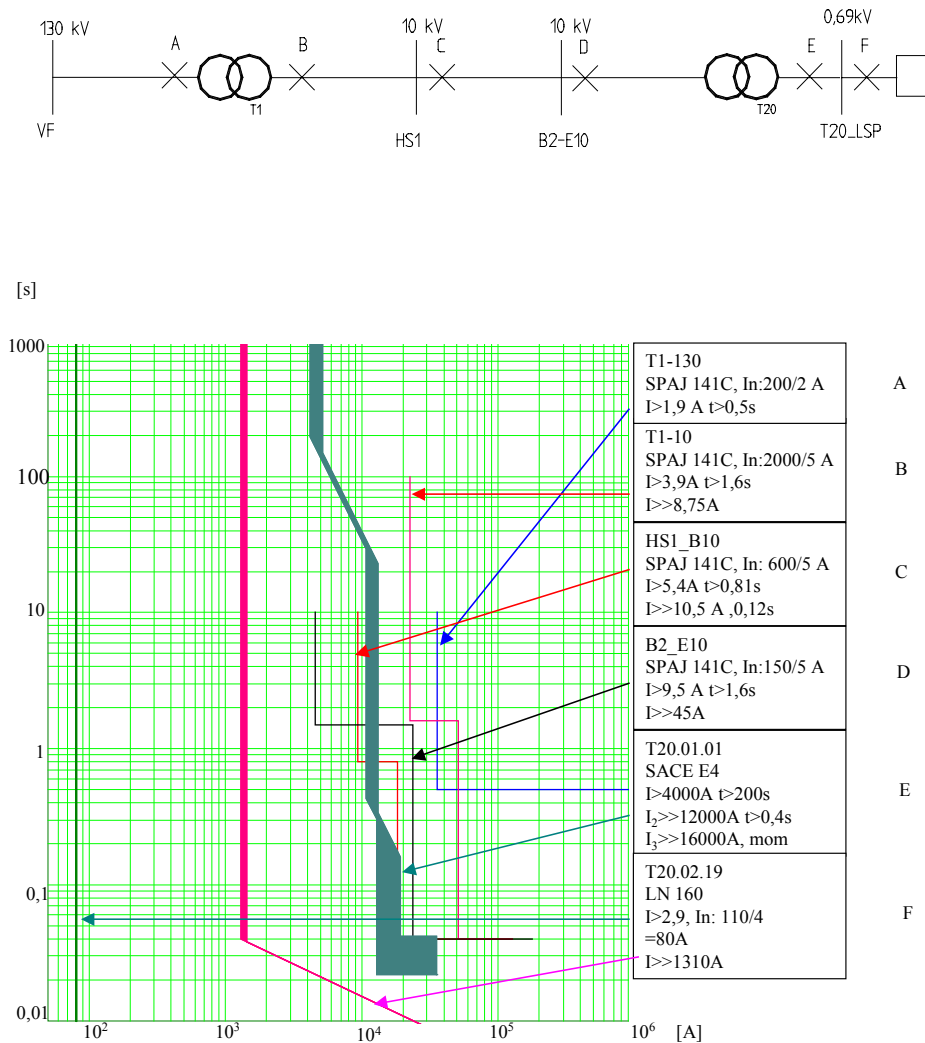 130 kV
10 kV
10 kV
0,69kV
A
B
C
D
E
F
T1
T20
VF
HS1
B2-E10
T20_LSP
[s]
1000
100
10
1
0,1
0,01
10²
10³
10⁴
10⁵
10⁶
[A]
T1-130
SPAJ 141C, In:200/2 A
I>1,9 A t>0,5s
A
T1-10
SPAJ 141C, In:2000/5 A
I>3,9A t>1,6s
I>>8,75A
B
HS1_B10
SPAJ 141C, In: 600/5 A
I>5,4A t>0,81s
I>>10,5 A ,0,12s
C
B2_E10
SPAJ 141C, In:150/5 A
I>9,5 A t>1,6s
I>>45A
D
T20.01.01
SACE E4
I>4000A t>200s
I₂>>12000A t>0,4s
I₃>>16000A, mom
E
T20.02.19
LN 160
I>2,9, In: 110/4
=80A
I>>1310A
F